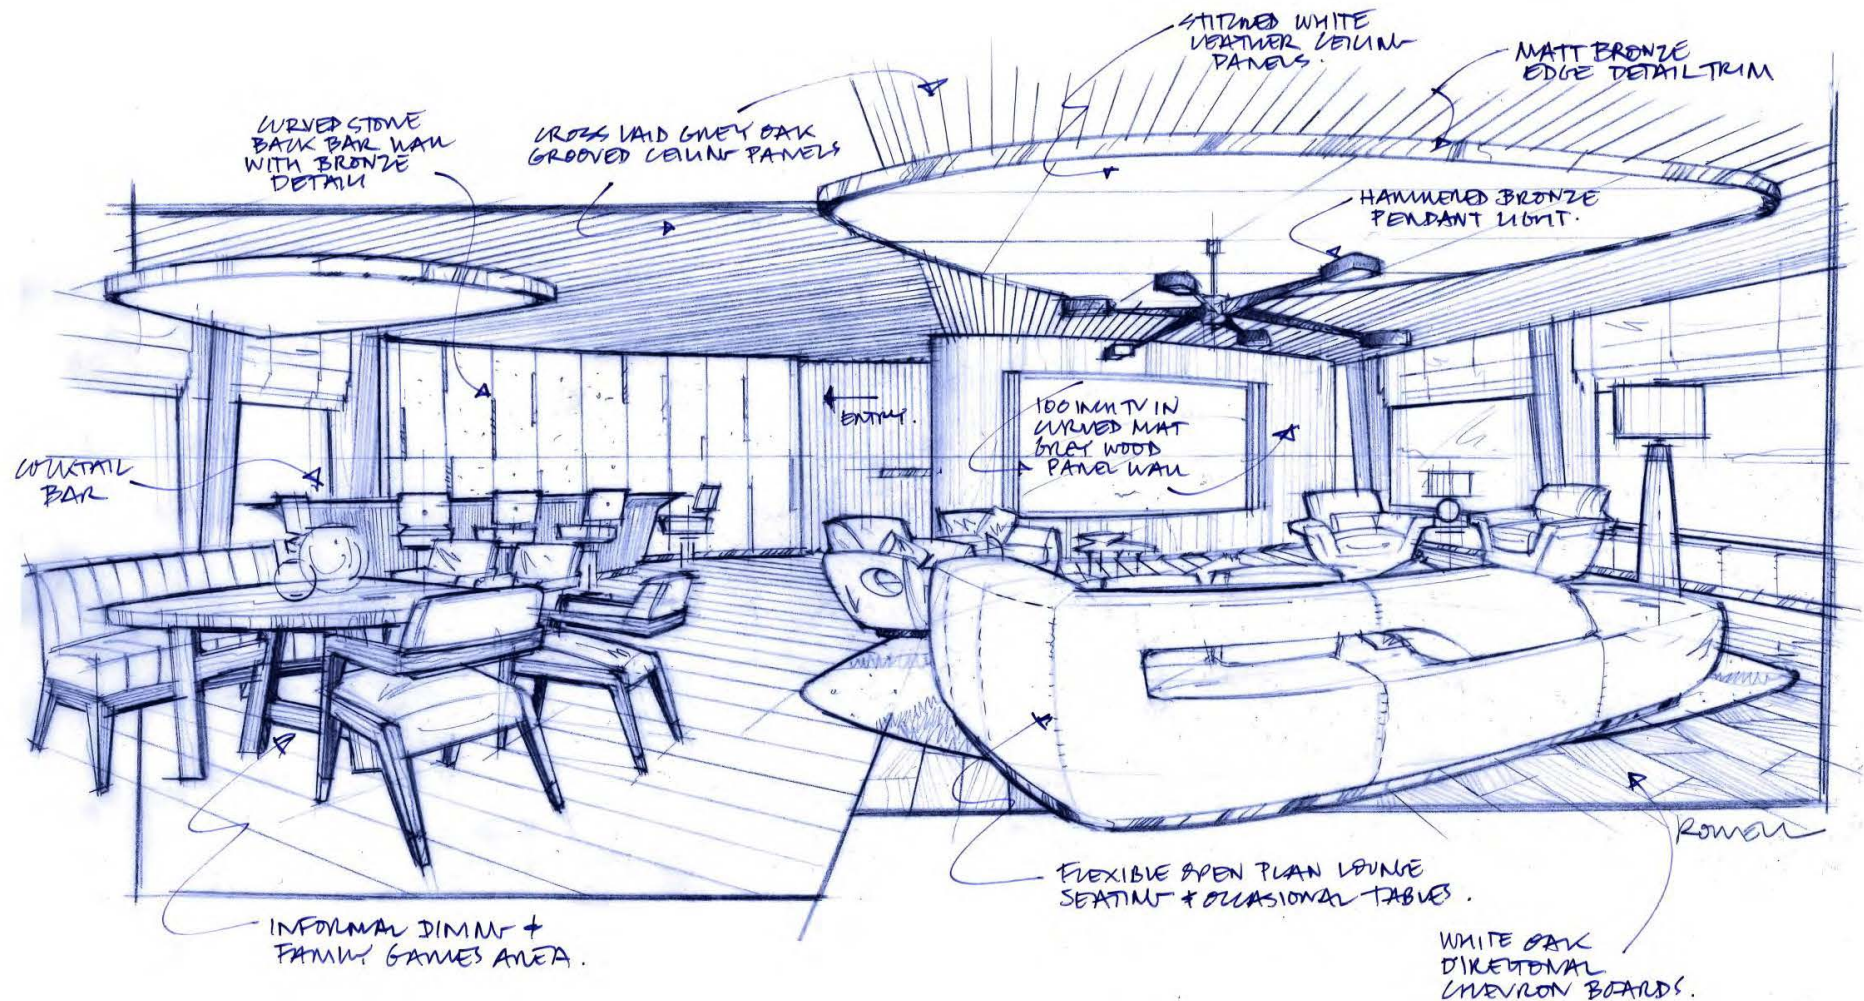 STITCHED WHITE
LEATHER CEILING
PANELS.
MATT BRONZE
EDGE DETAIL TRIM
CURVED STONE
BACK BAR WALL
WITH BRONZE
DETAIL
CROSS LAID GREY OAK
GROOVED CEILING PANELS
HAMMERED BRONZE
PENDANT LIGHT.
ENTRY.
100 INCH TV IN
CURVED MAT
GREY WOOD
PANEL WALL
COCKTAIL
BAR
FLEXIBLE OPEN PLAN LOUNGE
SEATING + OCCASIONAL TABLES.
INFORMAL DINING +
FAMILY GAMES AREA.
WHITE OAK
DIRECTONAL
CHEVRON BOARDS.